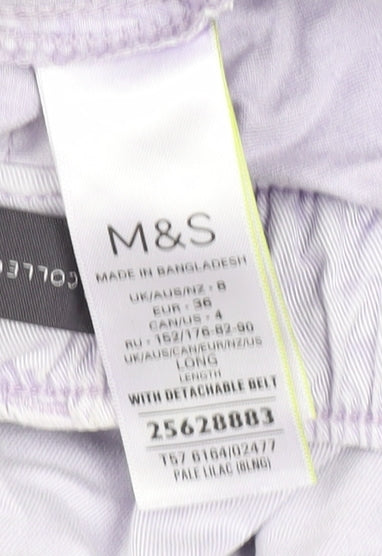 M&S
MADE IN BANGLADESH
UK/AUS/NZ - 8
EUR - 36
CAN/US - 4
RU - 152/176-82-90
UK/AUS/CAN/EUR/NZ/US
LONG
LENGTH
WITH DETACHABLE BELT
25628883
T57 6164/02477
PALE LILAC (BLNG)
COLLE